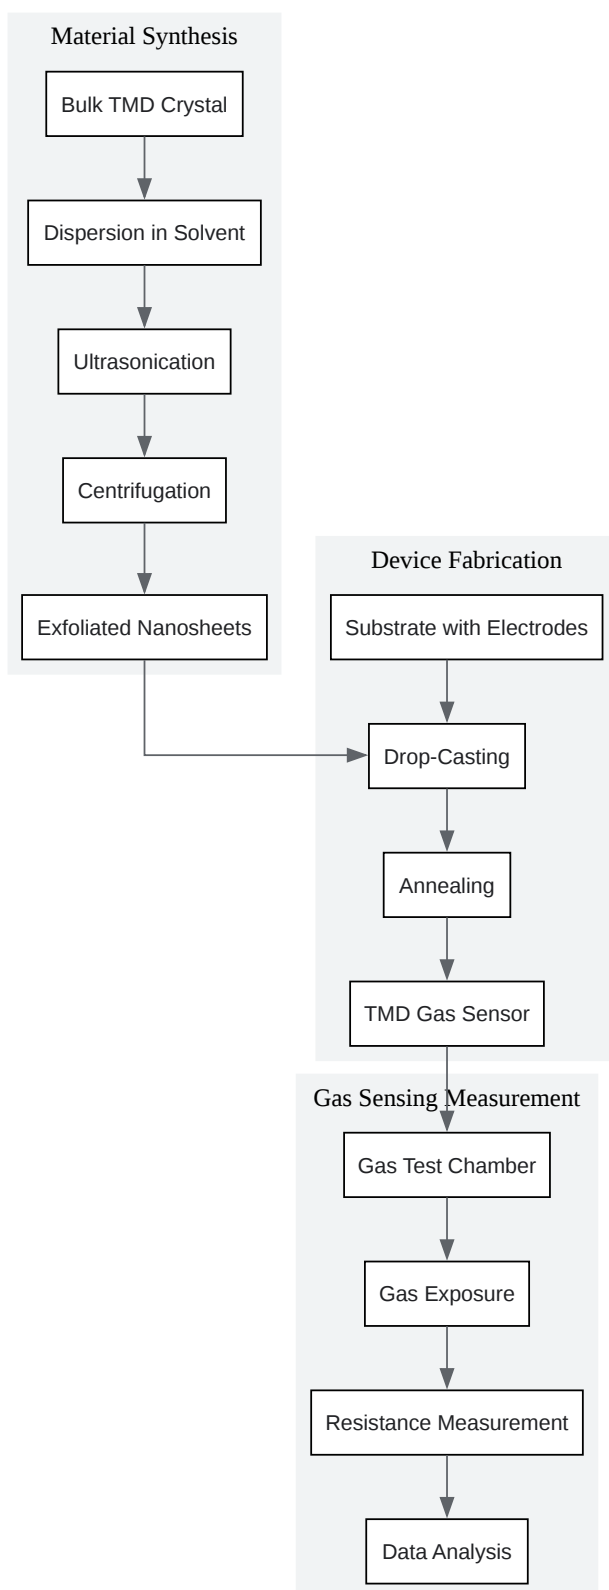 Material Synthesis
Bulk TMD Crystal
Dispersion in Solvent
Ultrasonication
Centrifugation
Exfoliated Nanosheets
Device Fabrication
Substrate with Electrodes
Drop-Casting
Annealing
TMD Gas Sensor
Gas Sensing Measurement
Gas Test Chamber
Gas Exposure
Resistance Measurement
Data Analysis